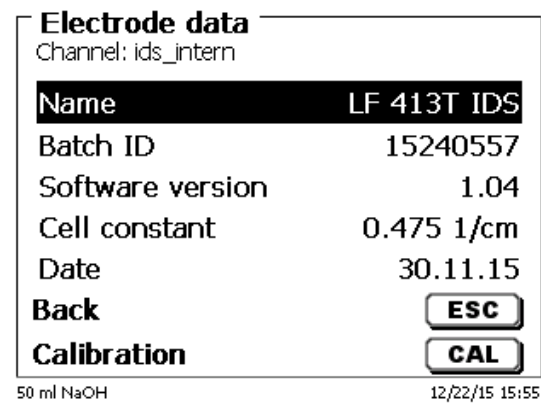 Electrode data
Channel: ids_intern
Name LF 413T IDS
Batch ID 15240557
Software version 1.04
Cell constant 0.475 1/cm
Date 30.11.15
Back ESC
Calibration CAL
50 ml NaOH 12/22/15 15:55